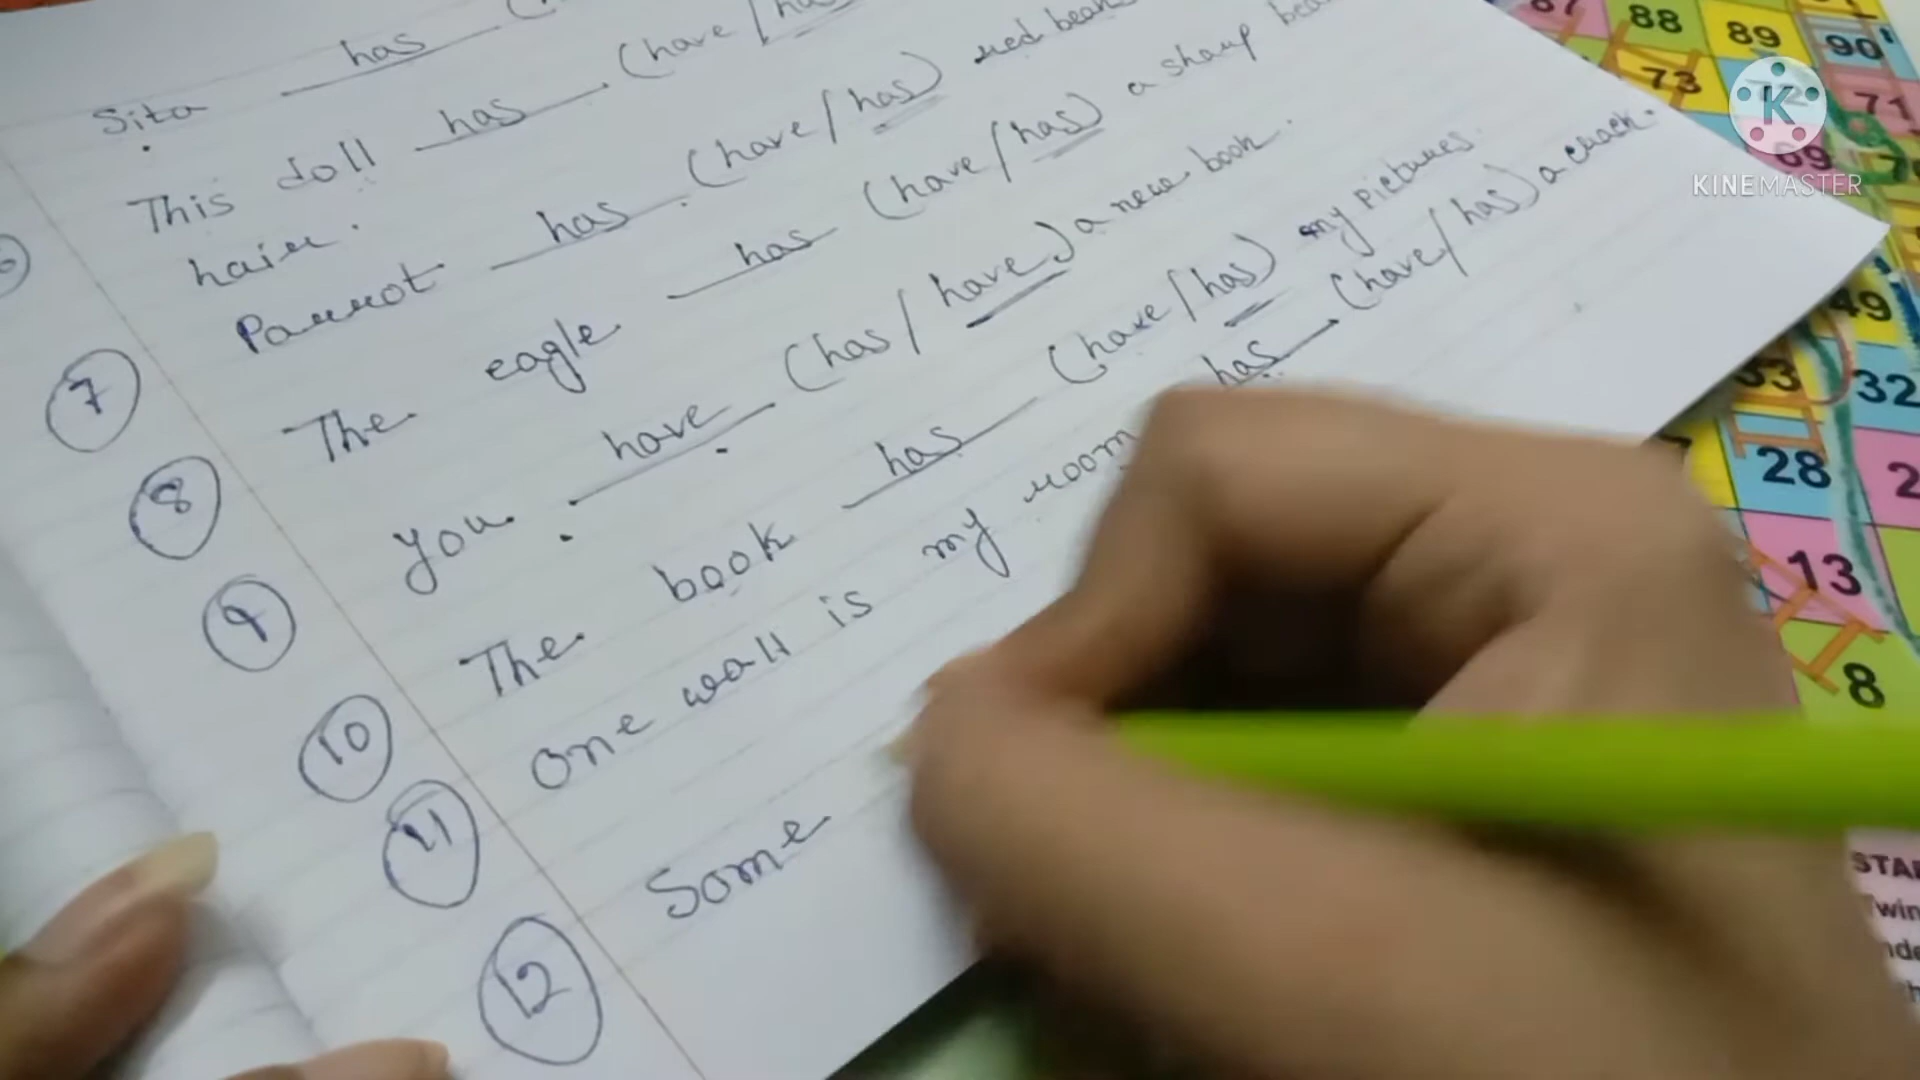 Sita has
This doll has (have/has
hair.
Parrot has (have/has) red beak
7 The eagle has (have/has) a sharp
8 You have (has/have) a new book.
9 The book has (have/has) my pictures.
10 One wall is my room has (have/has) a crack.
11
12 Some
87 88 89 90
73 71
69
49
33 32
28
13
8
KINEMASTER